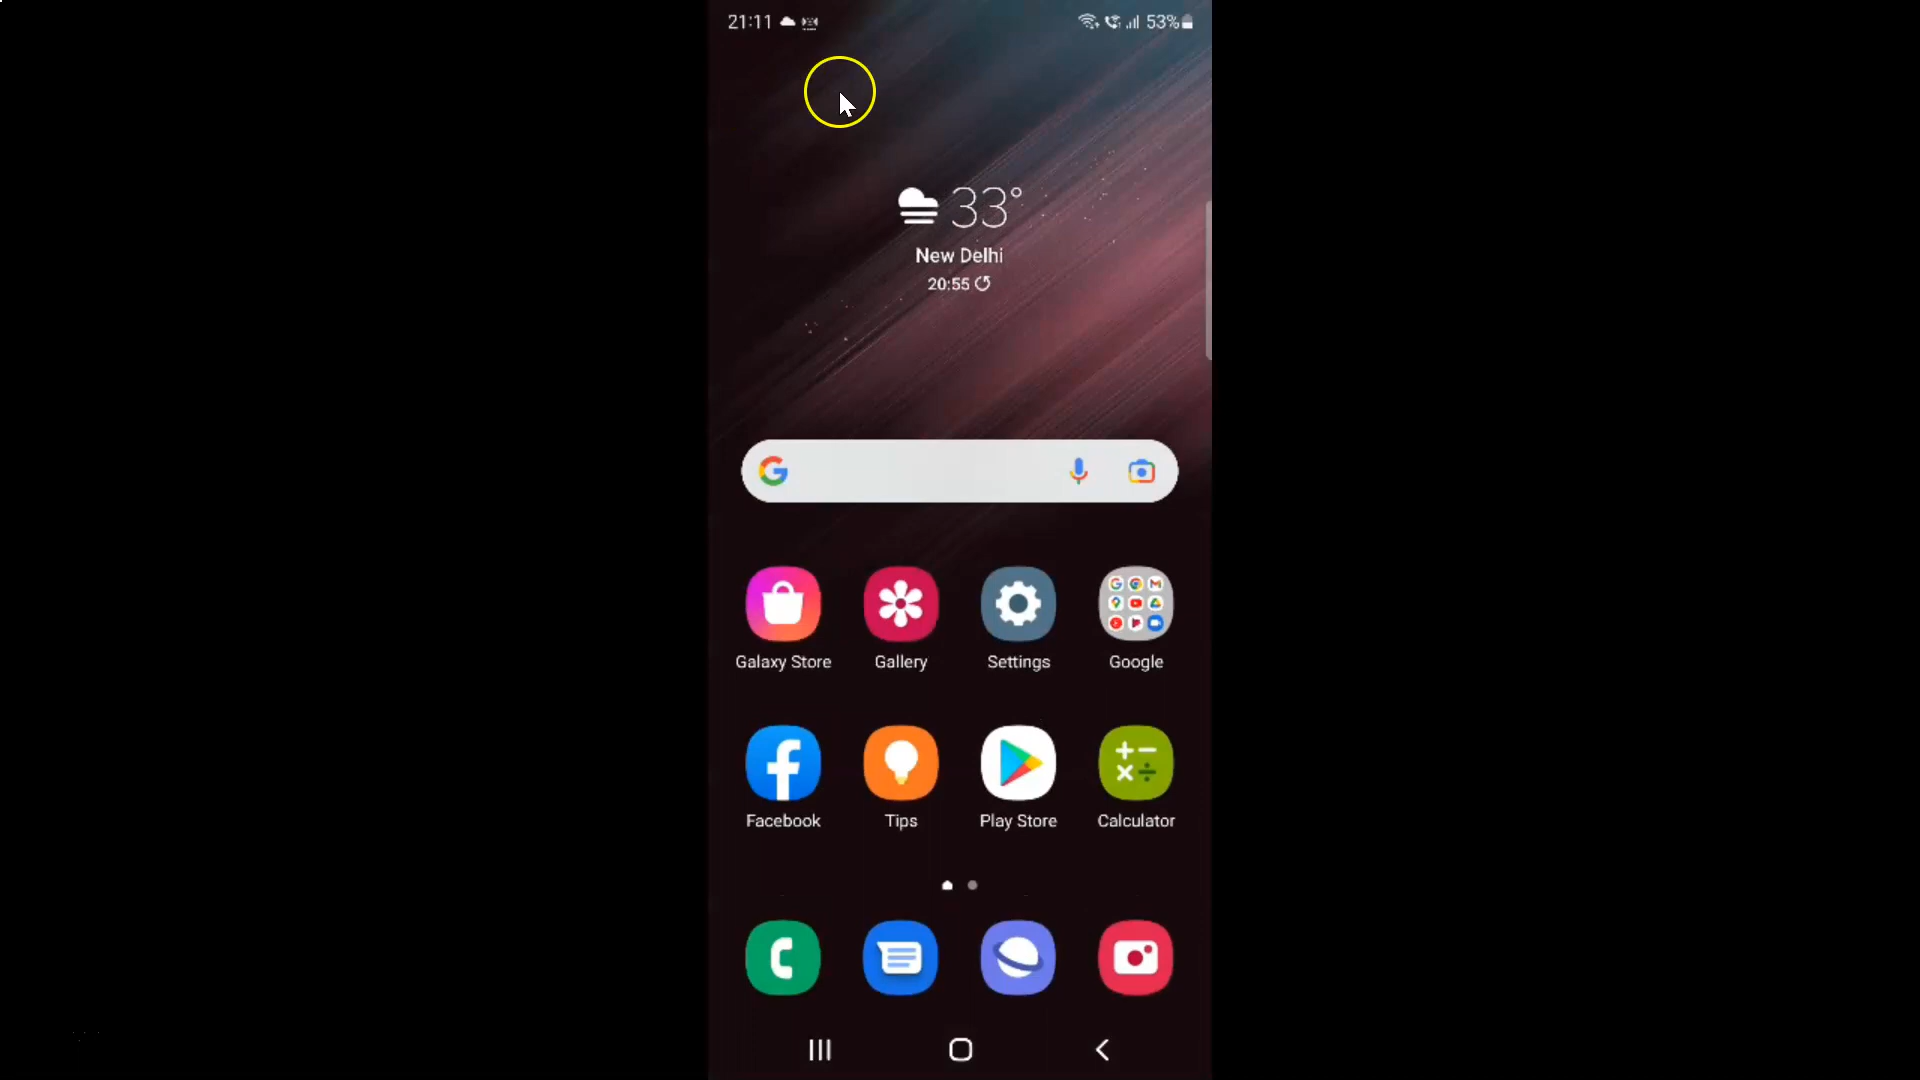 21:11
53%
33°
New Delhi
20:55
Galaxy Store
Gallery
Settings
Google
Facebook
Tips
Play Store
Calculator